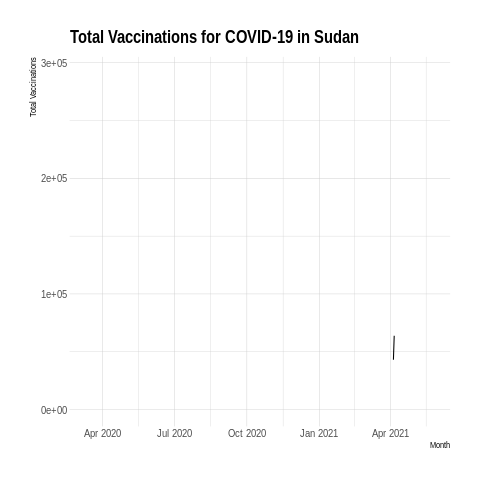 Total Vaccinations for COVID-19 in Sudan
Total Vaccinations
3e+05
2e+05
1e+05
0e+00
Apr 2020 Jul 2020 Oct 2020 Jan 2021 Apr 2021
Month